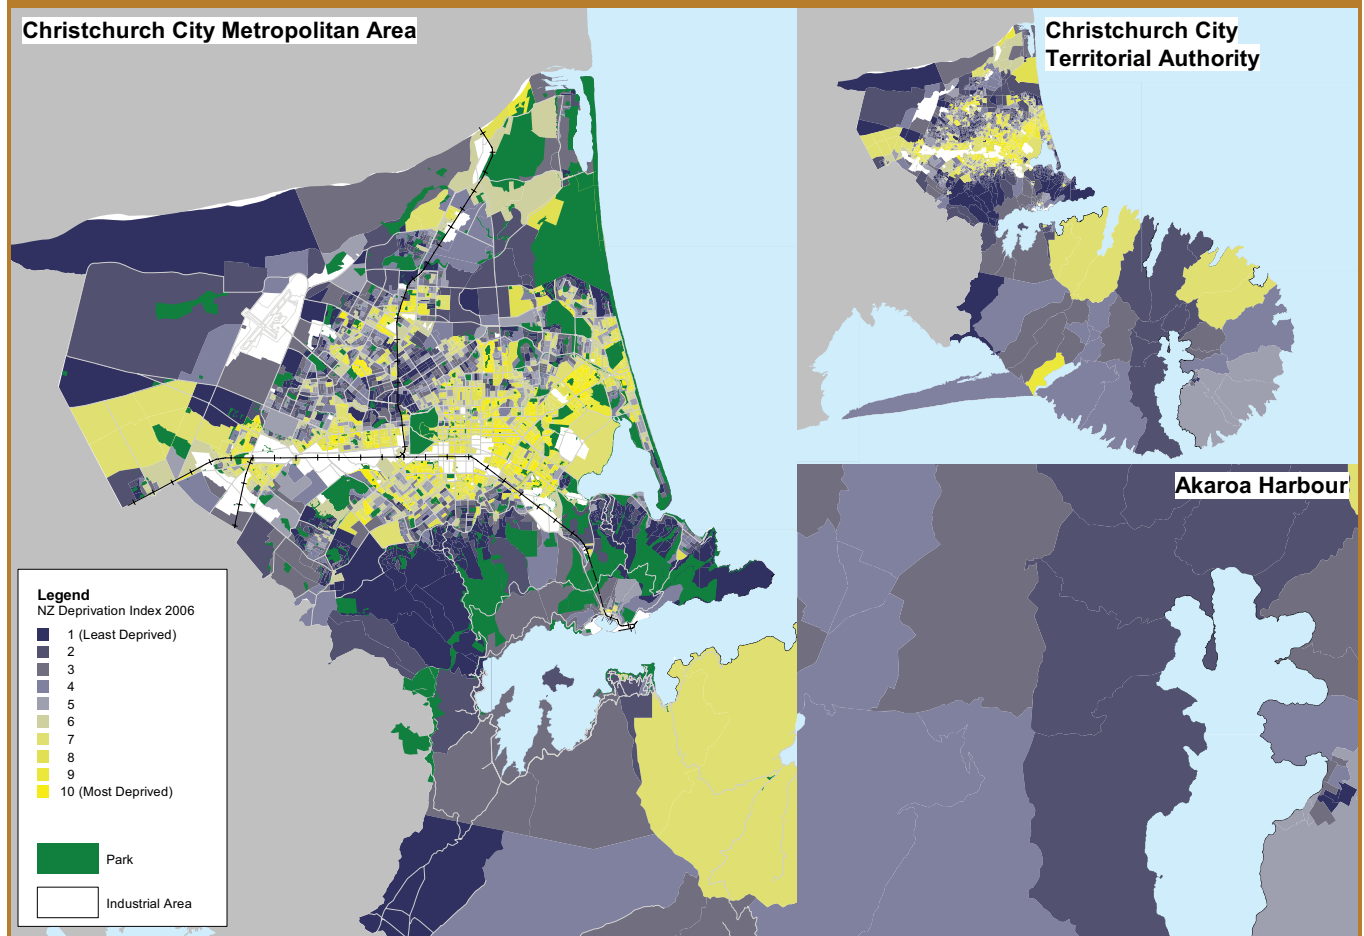 Christchurch City Metropolitan Area
Christchurch City
Territorial Authority
Akaroa Harbour
Legend
NZ Deprivation Index 2006
1 (Least Deprived)
2
3
4
5
6
7
8
9
10 (Most Deprived)
Park
Industrial Area